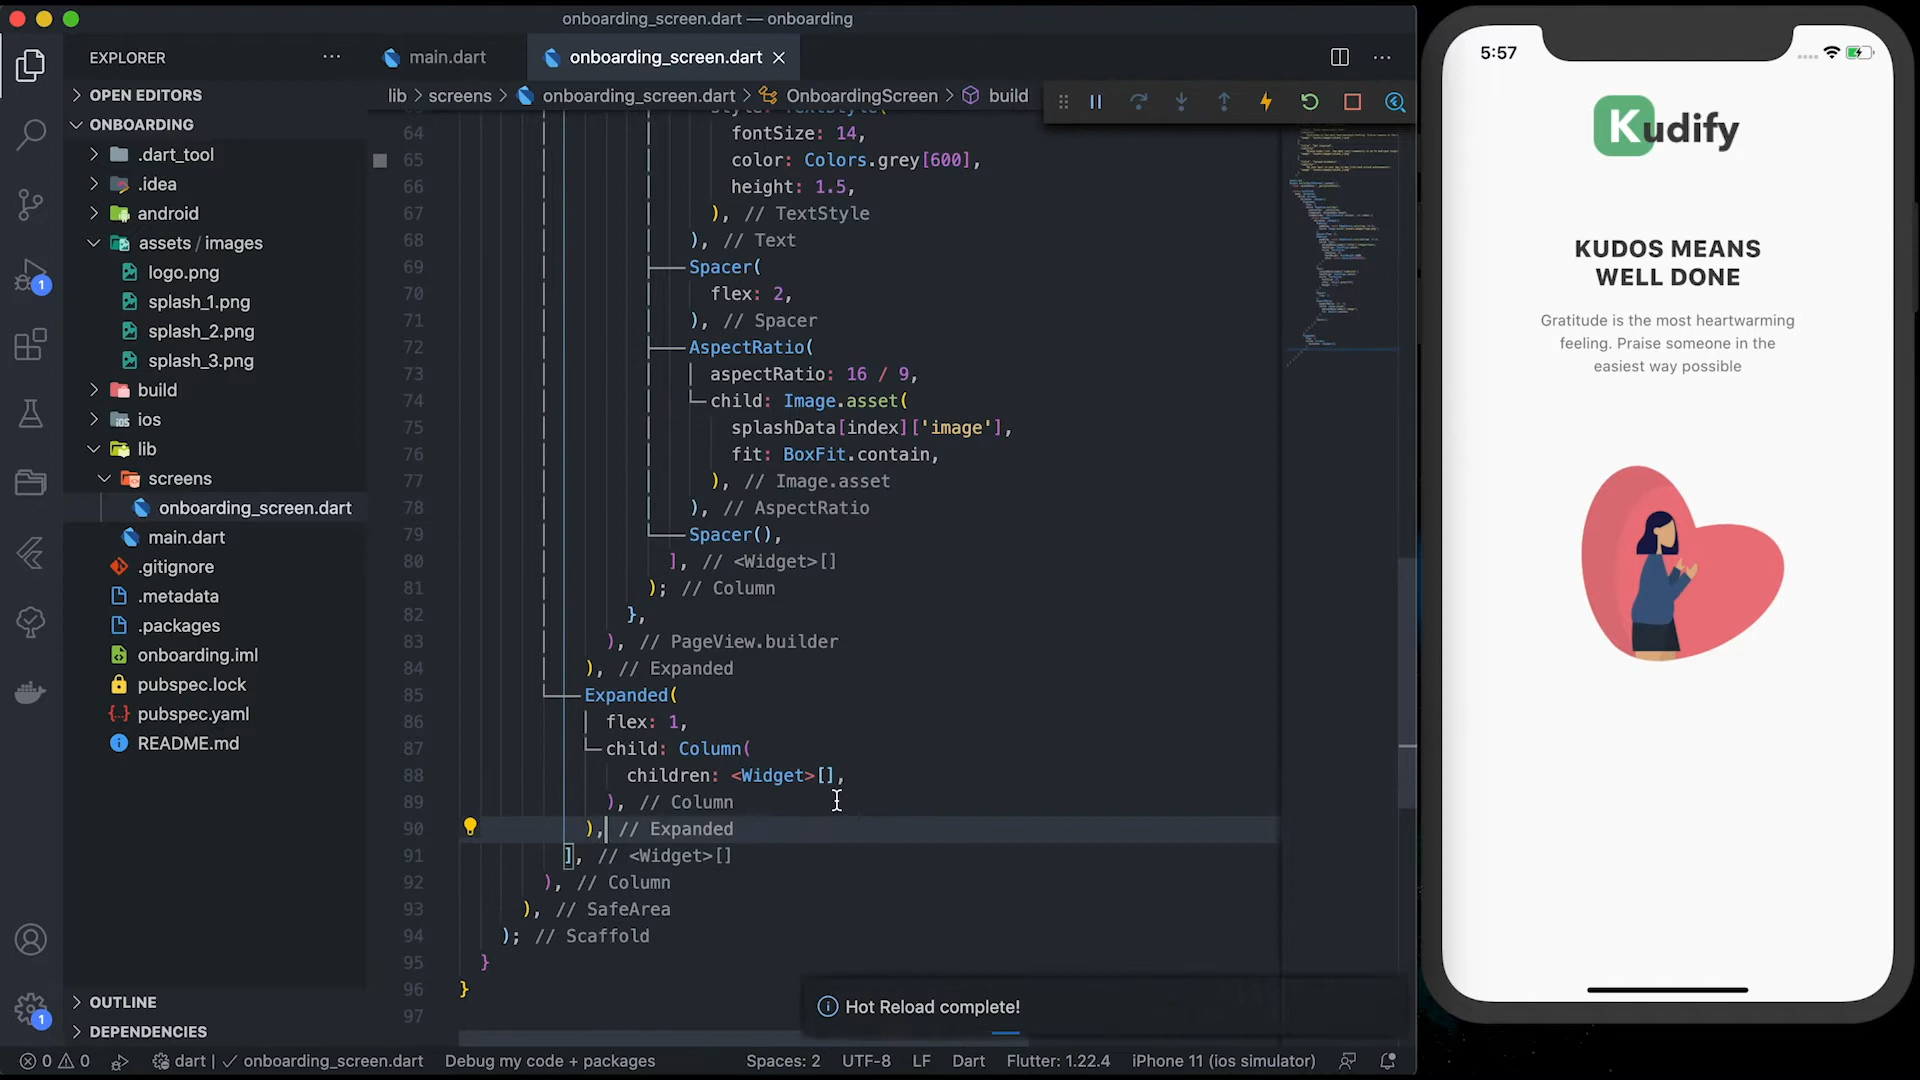 onboarding_screen.dart — onboarding
EXPLORER
OPEN EDITORS
ONBOARDING
.dart_tool
.idea
android
assets / images
logo.png
splash_1.png
splash_2.png
splash_3.png
build
ios
lib
screens
onboarding_screen.dart
main.dart
.gitignore
.metadata
.packages
onboarding.iml
pubspec.lock
pubspec.yaml
README.md
OUTLINE
DEPENDENCIES
1
1
main.dart
onboarding_screen.dart
lib > screens > onboarding_screen.dart > OnboardingScreen > build
style: TextStyle(
64 fontSize: 14,
65 color: Colors.grey[600],
66 height: 1.5,
67 ), // TextStyle
68 ), // Text
69 Spacer(
70 flex: 2,
71 ), // Spacer
72 AspectRatio(
73 aspectRatio: 16 / 9,
74 child: Image.asset(
75 splashData[index]['image'],
76 fit: BoxFit.contain,
77 ), // Image.asset
78 ), // AspectRatio
79 Spacer(),
80 ], // <Widget>[]
81 ); // Column
82 },
83 ), // PageView.builder
84 ), // Expanded
85 Expanded(
86 flex: 1,
87 child: Column(
88 children: <Widget>[],
89 ), // Column
90 ), // Expanded
91 ], // <Widget>[]
92 ), // Column
93 ), // SafeArea
94 ); // Scaffold
95 }
96 }
97
Hot Reload complete!
0 0 dart | ✓ onboarding_screen.dart Debug my code + packages Spaces: 2 UTF-8 LF Dart Flutter: 1.22.4 iPhone 11 (ios simulator)
5:57
Kudify
KUDOS MEANS
WELL DONE
Gratitude is the most heartwarming
feeling. Praise someone in the
easiest way possible